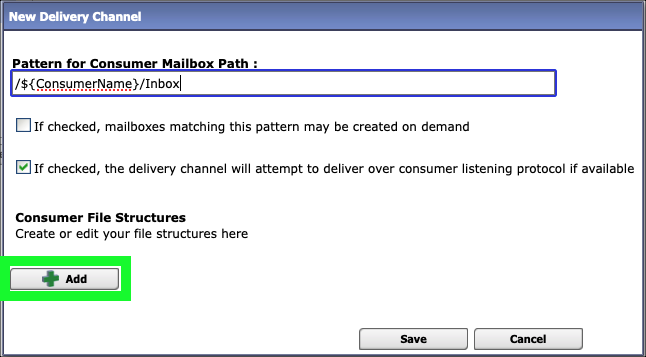 New Delivery Channel
Pattern for Consumer Mailbox Path :
/${ConsumerName}/Inbox
If checked, mailboxes matching this pattern may be created on demand
If checked, the delivery channel will attempt to deliver over consumer listening protocol if available
Consumer File Structures
Create or edit your file structures here
Add
Save Cancel